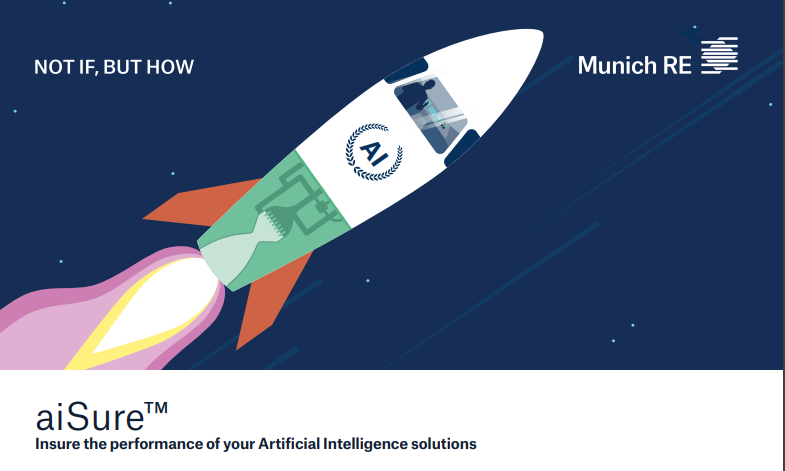 NOT IF, BUT HOW
Munich RE
AI
aiSure™
Insure the performance of your Artificial Intelligence solutions